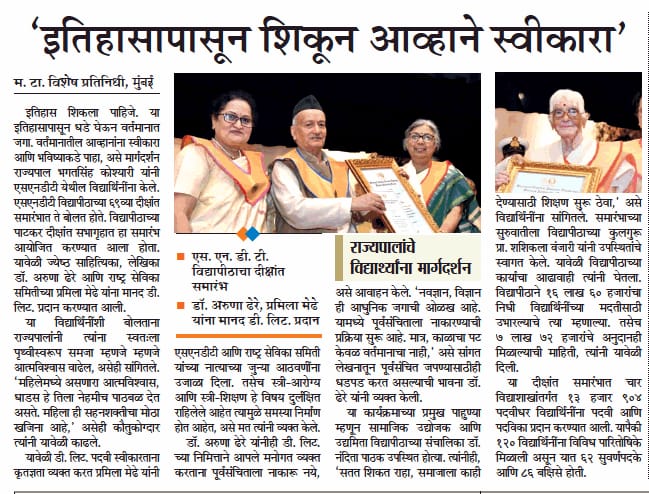 ‘इतिहासापासून शिकून आव्हाने स्वीकारा’
म. टा. विशेष प्रतिनिधी, मुंबई
इतिहास शिकला पाहिजे. या
इतिहासापासून धडे घेऊन वर्तमानात
जगा. वर्तमानातील आव्हानांना स्वीकारा
आणि भविष्याकडे पाहा, असे मार्गदर्शन
राज्यपाल भगतसिंह कोश्यारी यांनी
एसएनडीटी येथील विद्यार्थिनींना केले.
एसएनडीटी विद्यापीठाच्या ६९व्या दीक्षांत
समारंभात ते बोलत होते. विद्यापीठाच्या
पाटकर दीक्षांत सभागृहात हा समारंभ
आयोजित करण्यात आला होता.
यावेळी ज्येष्ठ साहित्यिका, लेखिका
डॉ. अरुणा ढेरे आणि राष्ट्र सेविका
समितीच्या प्रमिला मेढे यांना मानद डी.
लिट. प्रदान करण्यात आली.
या विद्यार्थिनींशी बोलताना
राज्यपालांनी त्यांना स्वतःला
पृथ्वीस्वरूप समजा म्हणजे म्हणजे
आत्मविश्वास वाढेल, असेही सांगितले.
‘महिलेमध्ये असणारा आत्मविश्वास,
धाडस हे तिला नेहमीच पाठवळ देत
असते. महिला ही सहनशक्तीचा मोठा
खजिना आहे,’ असेही कौतुकोद्गार
त्यांनी यावेळी काढले.
यावेळी डी. लिट. पदवी स्वीकारताना
कृतज्ञता व्यक्त करत प्रमिला मेढे यांनी
एस. एन. डी. टी.
विद्यापीठाचा दीक्षांत
समारंभ
डॉ. अरुणा ढेरे, प्रमिला मेढे
यांना मानद डी. लिट. प्रदान
एसएनडीटी आणि राष्ट्र सेविका समिती
यांच्या नात्याच्या जुन्या आठवणींना
उजाळा दिला. तसेच स्त्री-आरोग्य
आणि स्त्री-शिक्षण हे विषय दुर्लक्षित
राहिलेले आहेत त्यामुळे समस्या निर्माण
होत आहेत, असे मत त्यांनी व्यक्त केले.
डॉ. अरुणा ढेरे यांनीही डी. लिट.
च्या निमित्ताने आपले मनोगत व्यक्त
करताना पूर्वसंचिताला नाकारू नये,
राज्यपालांचे
विद्यार्थ्यांना मार्गदर्शन
असे आवाहन केले. ‘नवज्ञान, विज्ञान
ही आधुनिक जगाची ओळख आहे.
यामध्ये पूर्वसंचिताला नाकारण्याची
प्रक्रिया सुरू आहे. मात्र, काळाचा पट
केवळ वर्तमानाचा नाही,’ असे सांगत
लेखनातून पूर्वसंचित जपण्यासाठीही
धडपड करत असल्याची भावना डॉ.
ढेरे यांनी व्यक्त केली.
या कार्यक्रमाच्या प्रमुख पाहुण्या
म्हणून सामाजिक उद्योजक आणि
उद्यमिता विद्यापीठाच्या संचालिका डॉ.
नंदिता पाठक उपस्थित होत्या. त्यांनीही,
‘सतत शिकत राहा, समाजाला काही
देण्यासाठी शिक्षण सुरू ठेवा,’ असे
विद्यार्थिनींना सांगितले. समारंभाच्या
सुरुवातीला विद्यापीठाच्या कुलगुरू
प्रा. शशिकला वंजारी यांनी उपस्थितांचे
स्वागत केले. यावेळी विद्यापीठाच्या
कार्याचा आढावाही त्यांनी घेतला.
विद्यापीठाने १६ लाख ६० हजारांचा
निधी विद्यार्थिनींच्या मदतीसाठी
उभारल्याचे त्या म्हणाल्या. तसेच
७ लाख ७२ हजारांचे अनुदानही
मिळाल्याची माहिती, त्यांनी यावेळी
दिली.
या दीक्षांत समारंभात चार
विद्याशाखांतर्गत १३ हजार ९०४
पदवीधर विद्यार्थिनींना पदवी आणि
पदविका प्रदान करण्यात आली. यापैकी
१२० विद्यार्थिनींना विविध पारितोषिके
मिळाली असून यात ६२ सुवर्णपदके
आणि ८६ बक्षिसे होती.